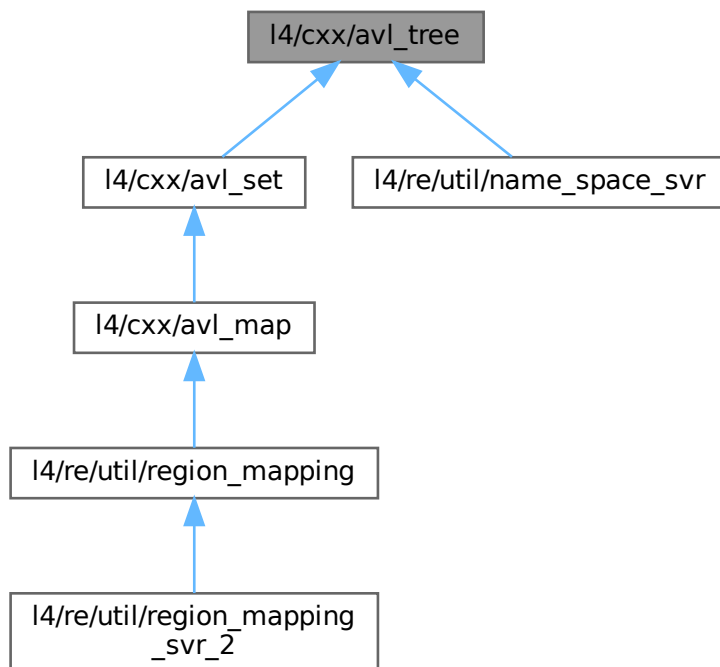 l4/cxx/avl_tree
l4/cxx/avl_set
l4/re/util/name_space_svr
l4/cxx/avl_map
l4/re/util/region_mapping
l4/re/util/region_mapping
_svr_2